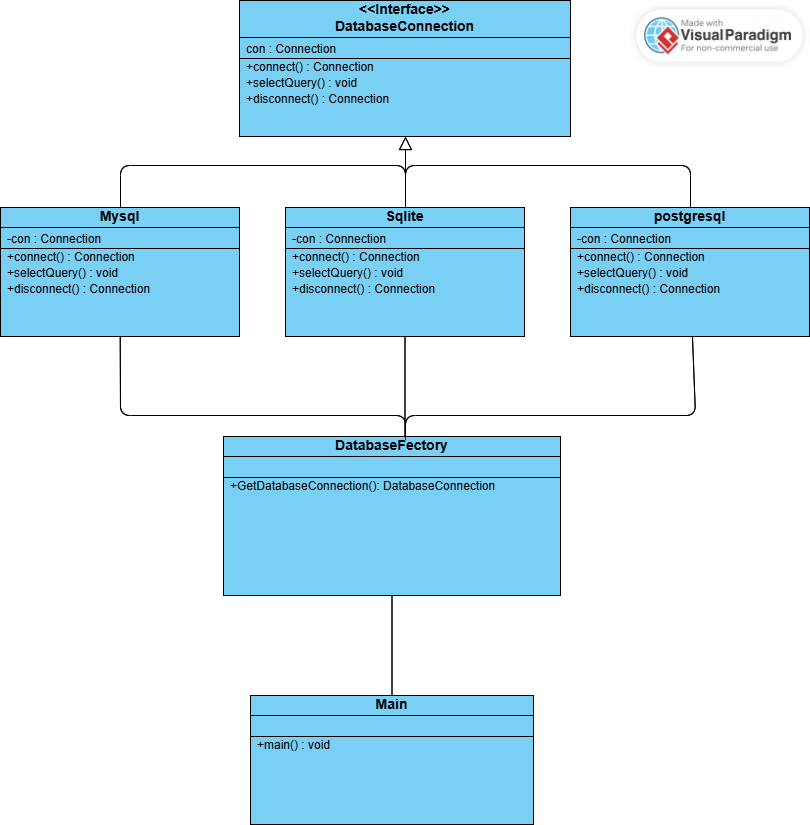 <<Interface>>
DatabaseConnection
con : Connection
+connect() : Connection
+selectQuery() : void
+disconnect() : Connection
Made with
VisualParadigm
For non-commercial use
Mysql
-con : Connection
+connect() : Connection
+selectQuery() : void
+disconnect() : Connection
Sqlite
-con : Connection
+connect() : Connection
+selectQuery() : void
+disconnect() : Connection
postgresql
-con : Connection
+connect() : Connection
+selectQuery() : void
+disconnect() : Connection
DatabaseFectory
+GetDatabaseConnection(): DatabaseConnection
Main
+main() : void